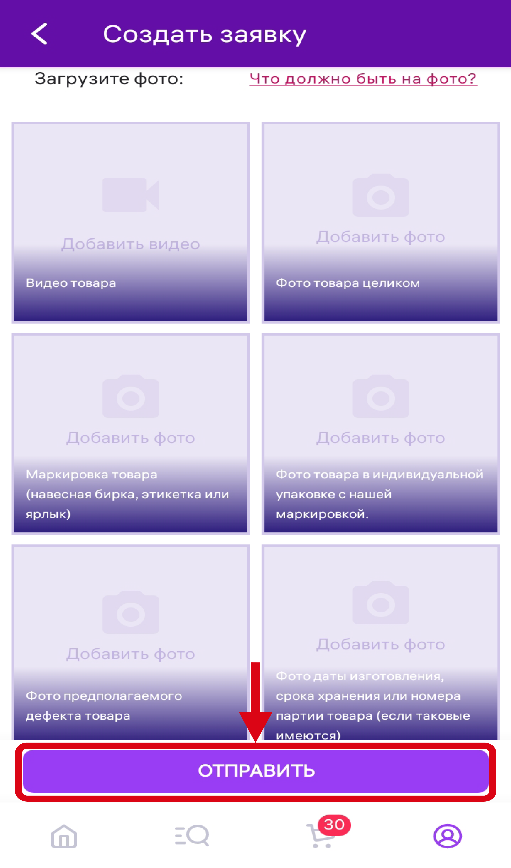 Создать заявку
Загрузите фото: Что должно быть на фото?
Добавить видео
Видео товара
Добавить фото
Фото товара целиком
Добавить фото
Маркировка товара
(навесная бирка, этикетка или
ярлык)
Добавить фото
Фото товара в индивидуальной
упаковке с нашей
маркировкой.
Добавить фото
Фото предполагаемого
дефекта товара
Добавить фото
Фото даты изготовления,
срока хранения или номера
партии товара (если таковые
имеются)
ОТПРАВИТЬ
30